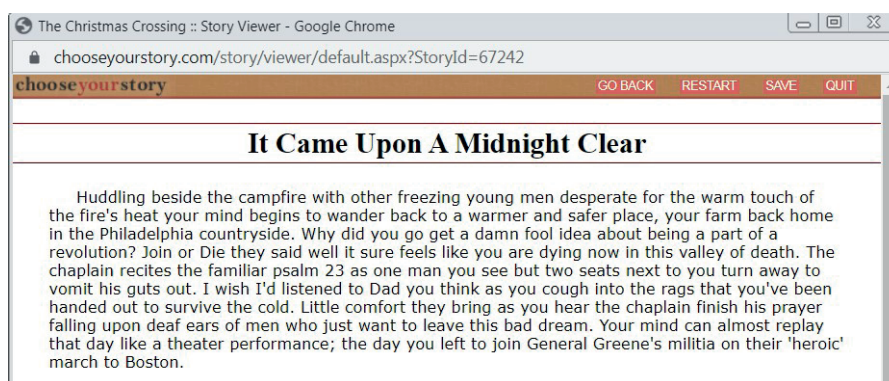 The Christmas Crossing :: Story Viewer - Google Chrome
chooseyourstory.com/story/viewer/default.aspx?StoryId=67242
chooseyourstory GO BACK RESTART SAVE QUIT
It Came Upon A Midnight Clear
Huddling beside the campfire with other freezing young men desperate for the warm touch of
the fire's heat your mind begins to wander back to a warmer and safer place, your farm back home
in the Philadelphia countryside. Why did you go get a damn fool idea about being a part of a
revolution? Join or Die they said well it sure feels like you are dying now in this valley of death. The
chaplain recites the familiar psalm 23 as one man you see but two seats next to you turn away to
vomit his guts out. I wish I'd listened to Dad you think as you cough into the rags that you've been
handed out to survive the cold. Little comfort they bring as you hear the chaplain finish his prayer
falling upon deaf ears of men who just want to leave this bad dream. Your mind can almost replay
that day like a theater performance; the day you left to join General Greene's militia on their 'heroic'
march to Boston.